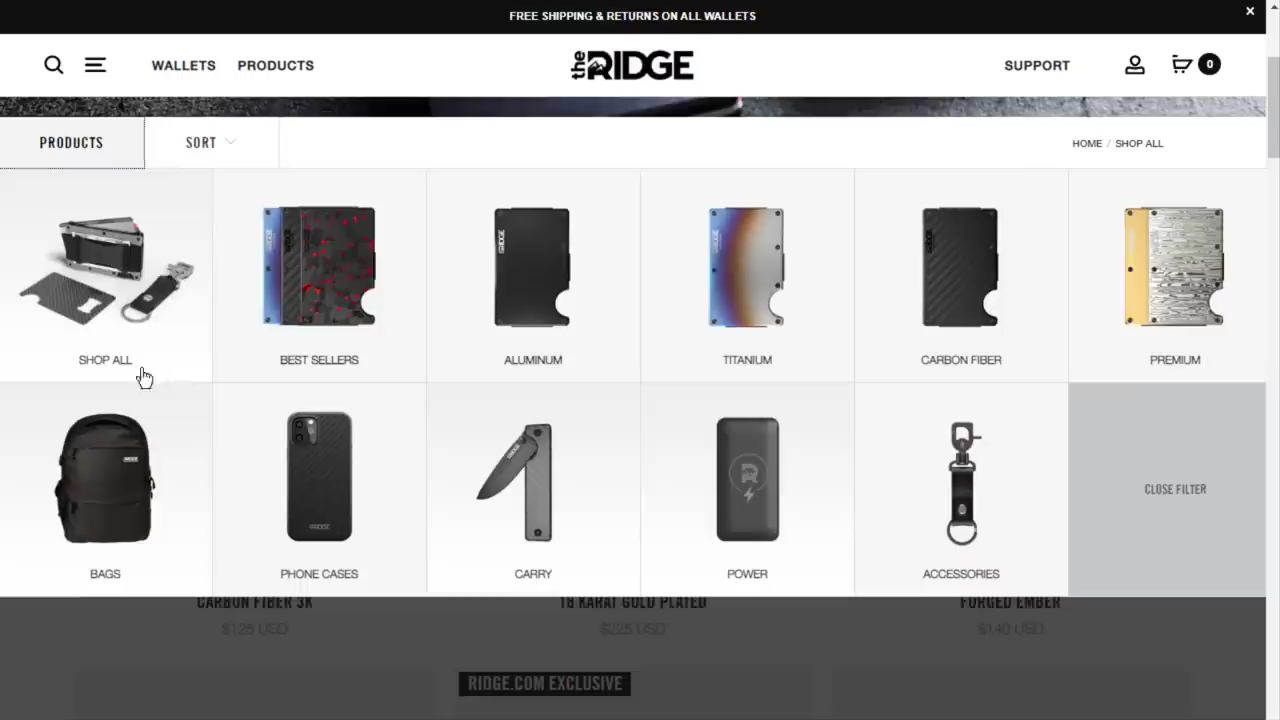 FREE SHIPPING & RETURNS ON ALL WALLETS
WALLETS PRODUCTS the RIDGE SUPPORT 0
PRODUCTS SORT HOME / SHOP ALL
SHOP ALL BEST SELLERS ALUMINUM TITANIUM CARBON FIBER PREMIUM
RIDGE
BAGS PHONE CASES CARRY POWER ACCESSORIES CLOSE FILTER
CARBON FIBER 3K 18 KARAT GOLD PLATED FORGED EMBER
$125 USD $225 USD $140 USD
RIDGE.COM EXCLUSIVE